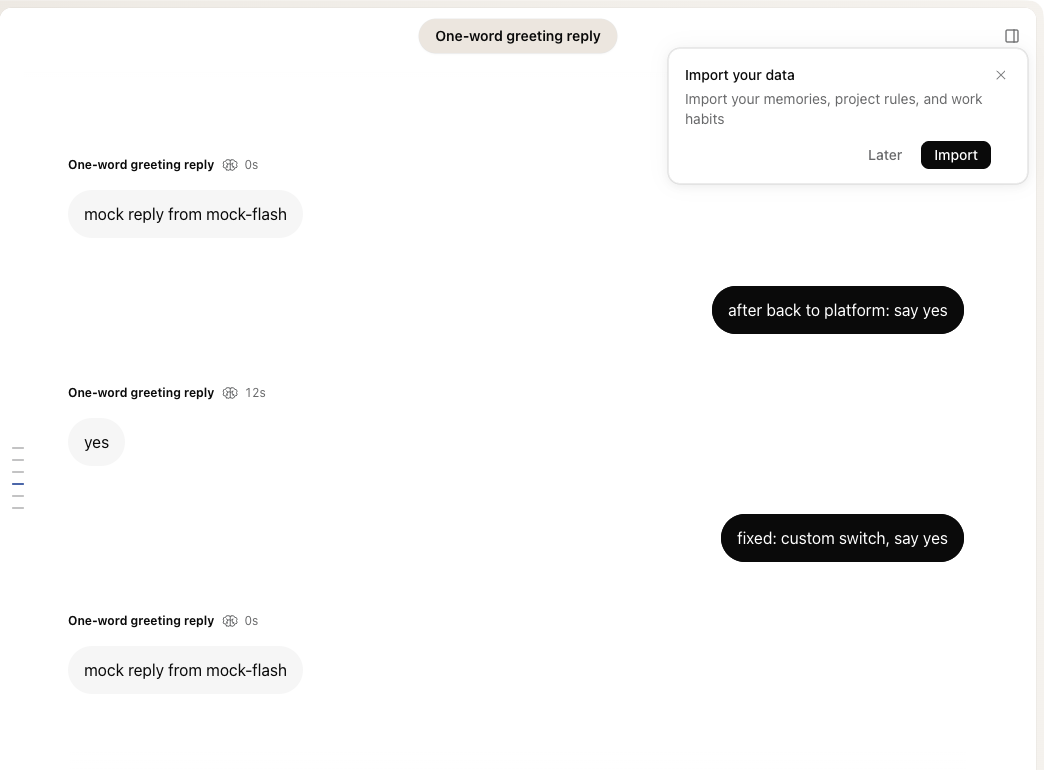 One-word greeting reply
Import your data
Import your memories, project rules, and work
habits
Later
Import
One-word greeting reply 0s
mock reply from mock-flash
after back to platform: say yes
One-word greeting reply 12s
yes
fixed: custom switch, say yes
One-word greeting reply 0s
mock reply from mock-flash